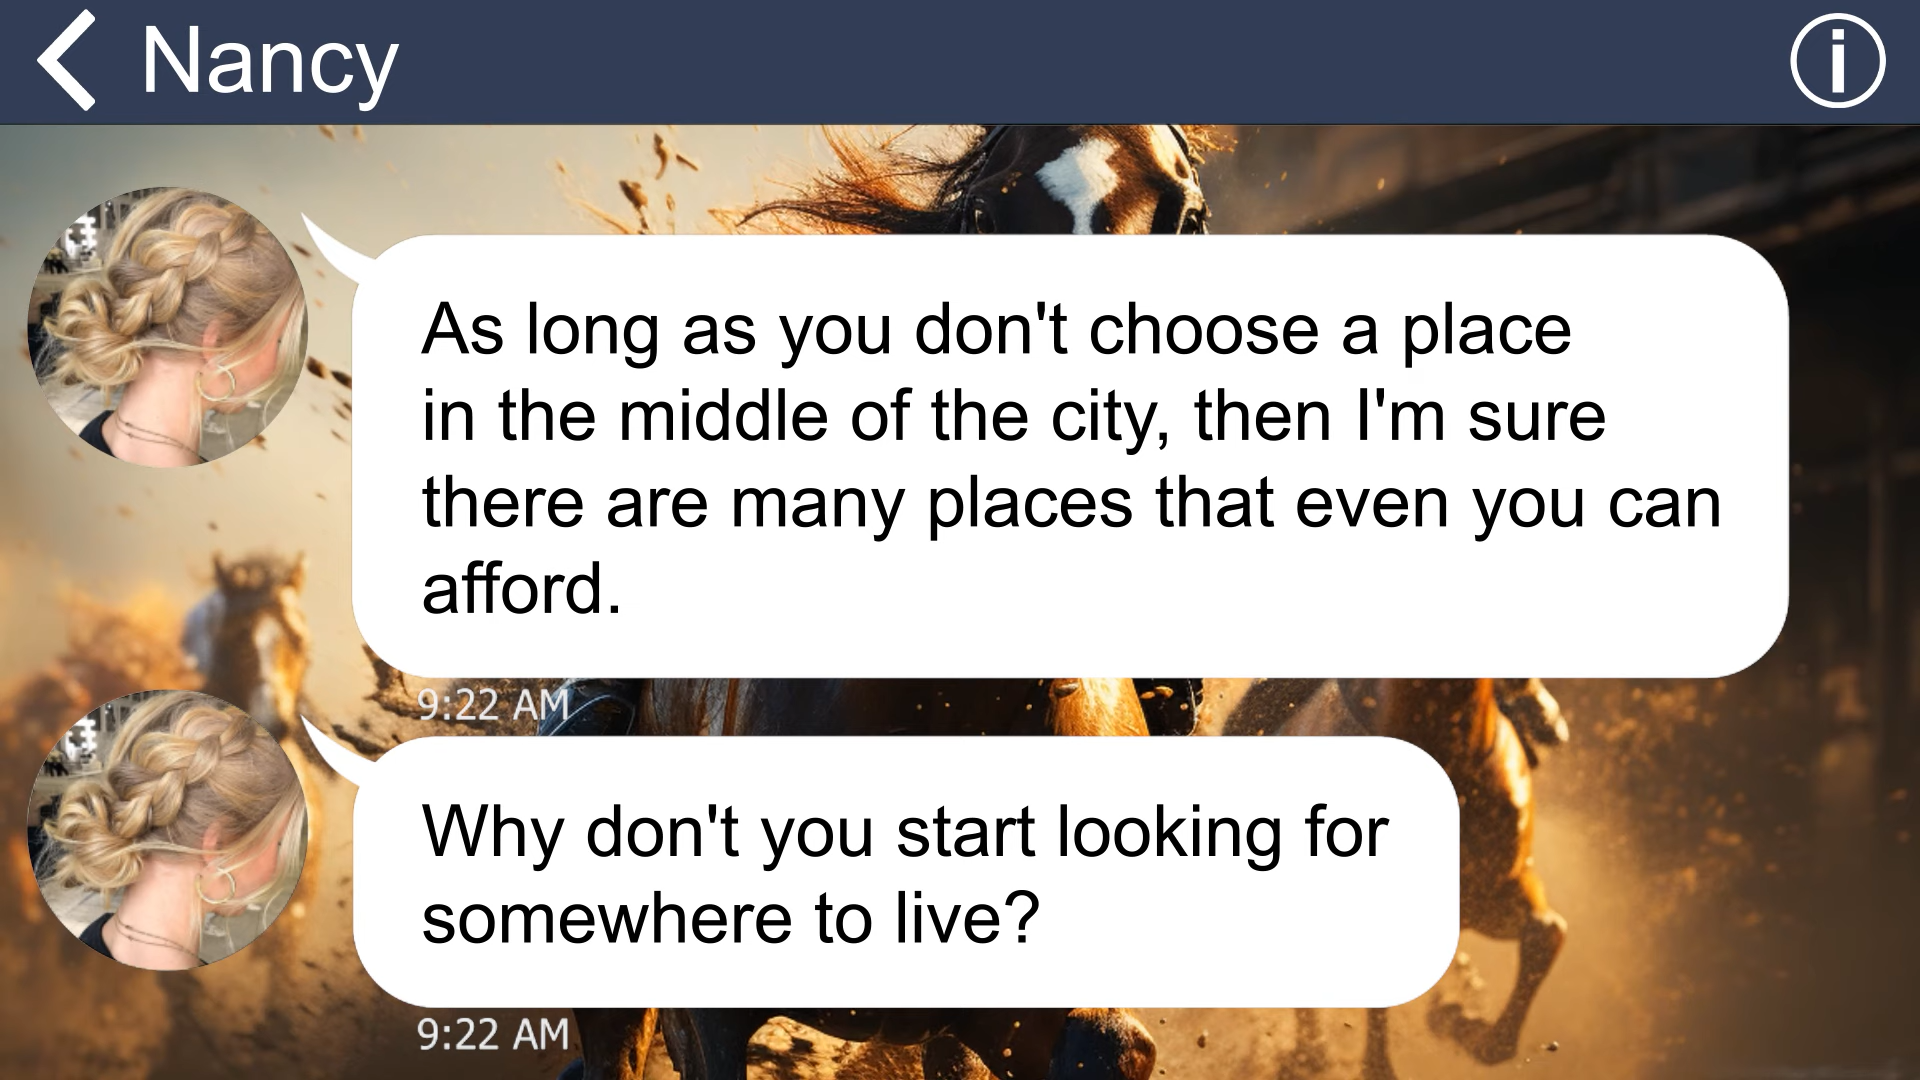 Nancy
As long as you don't choose a place
in the middle of the city, then I'm sure
there are many places that even you can
afford.
9:22 AM
Why don't you start looking for
somewhere to live?
9:22 AM